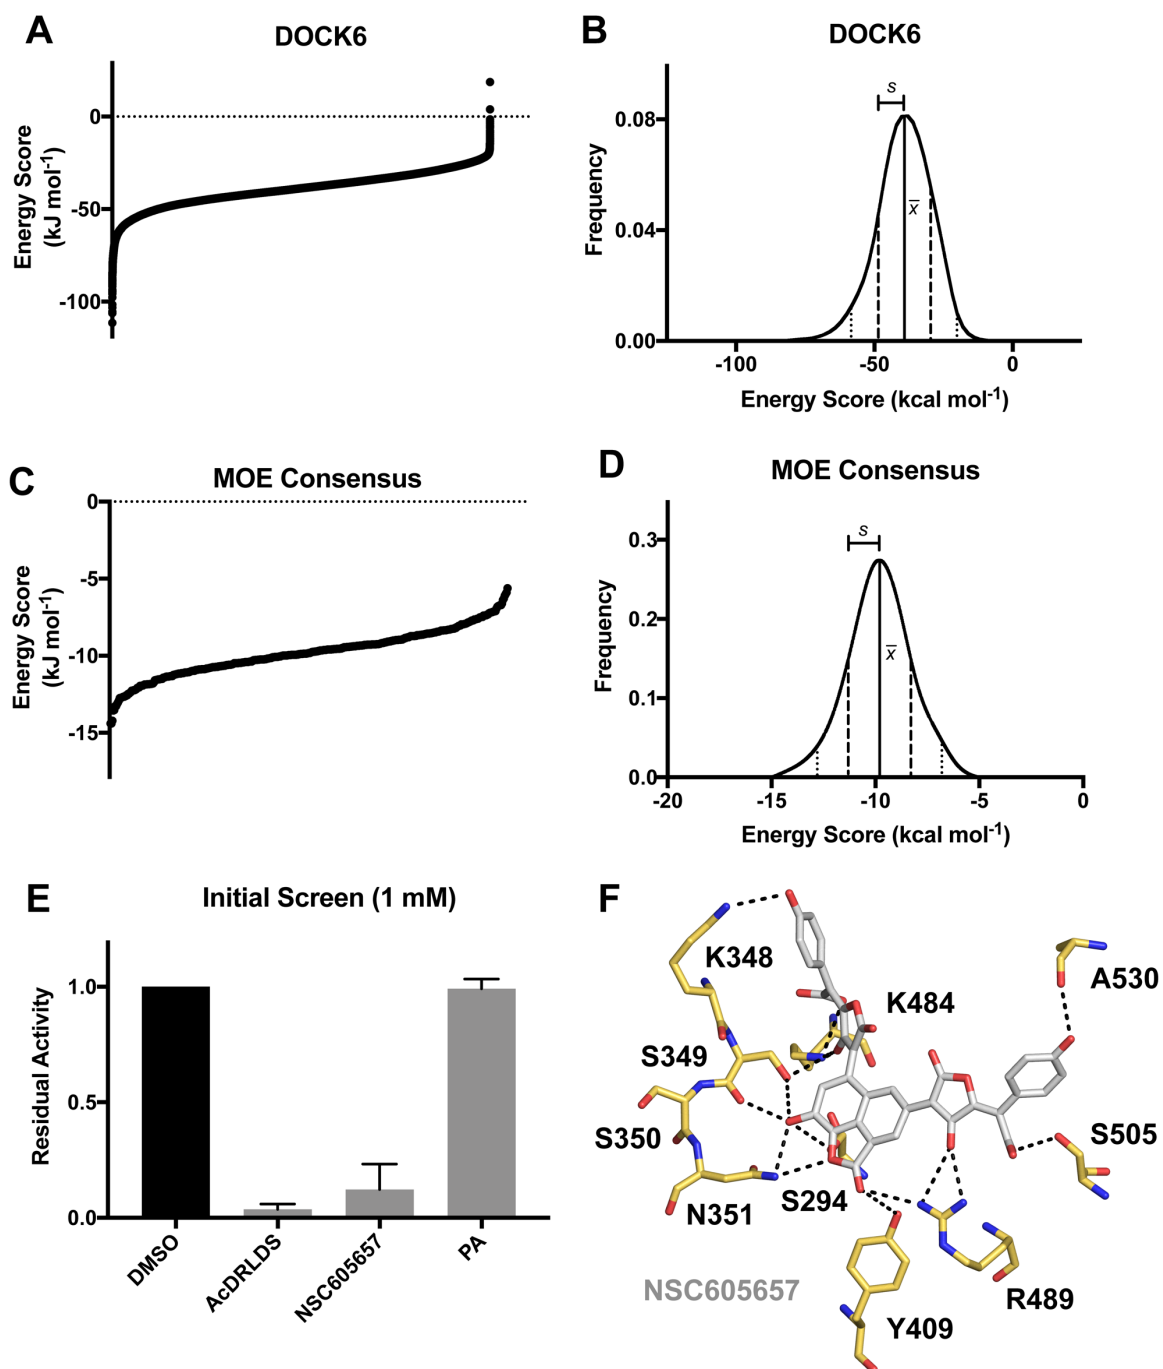 A
DOCK6
0
-50
-100
Energy Score
(kJ mol-1)
B
DOCK6
s
x̅
0.08
0.04
0.00
Frequency
-100
-50
0
Energy Score (kcal mol-1)
C
MOE Consensus
0
-5
-10
-15
Energy Score
(kJ mol-1)
D
MOE Consensus
s
x̅
0.3
0.2
0.1
0.0
Frequency
-20
-15
-10
-5
0
Energy Score (kcal mol-1)
E
Initial Screen (1 mM)
1.0
0.5
0.0
Residual Activity
DMSO
AcDRLDS
NSC605657
PA
F
K348
K484
A530
S349
S350
S505
N351
S294
NSC605657
R489
Y409